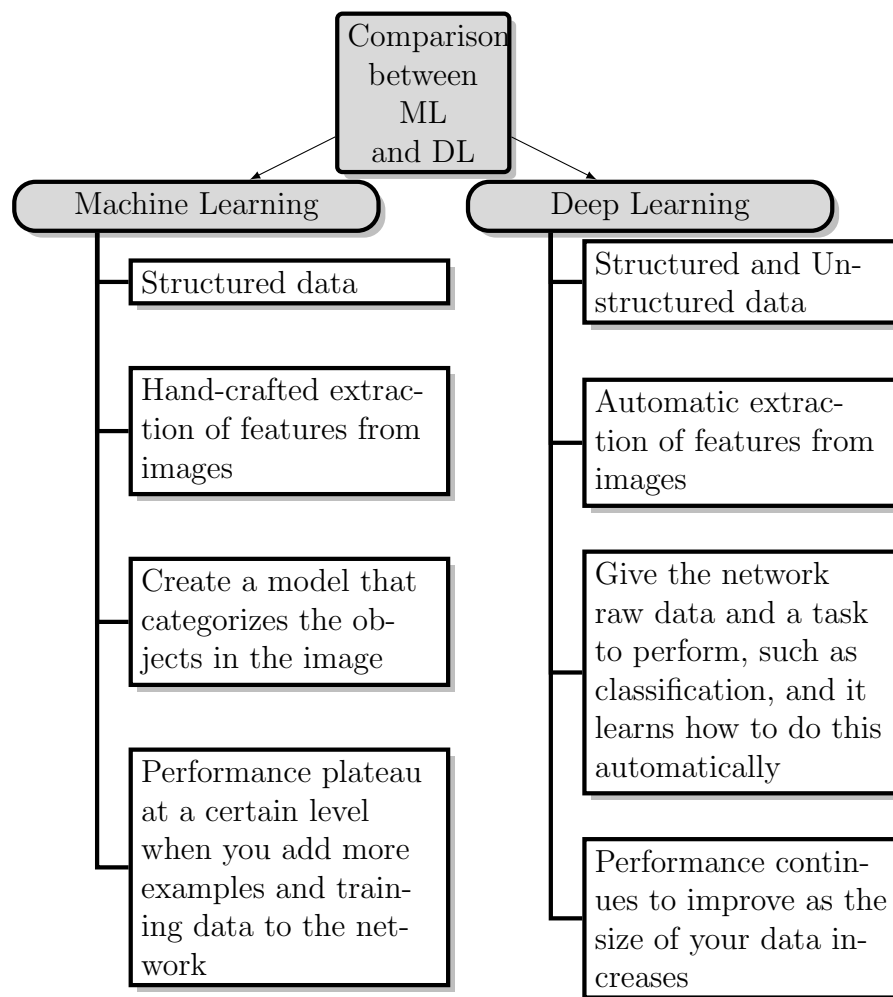 Comparison
between
ML
and DL
Machine Learning
Structured data
Hand-crafted extrac-
tion of features from
images
Create a model that
categorizes the ob-
jects in the image
Performance plateau
at a certain level
when you add more
examples and train-
ing data to the net-
work
Deep Learning
Structured and Un-
structured data
Automatic extrac-
tion of features from
images
Give the network
raw data and a task
to perform, such as
classification, and it
learns how to do this
automatically
Performance contin-
ues to improve as the
size of your data in-
creases